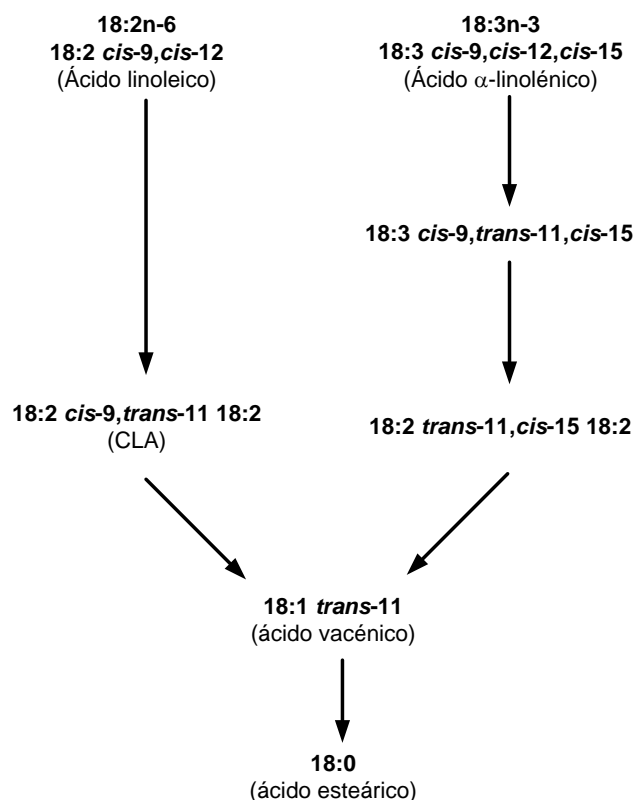 18:2n-6
18:2 cis-9,cis-12
(Ácido linoleico)
18:3n-3
18:3 cis-9,cis-12,cis-15
(Ácido α-linolénico)
18:3 cis-9,trans-11,cis-15
18:2 cis-9,trans-11 18:2
(CLA)
18:2 trans-11,cis-15 18:2
18:1 trans-11
(ácido vacénico)
18:0
(ácido esteárico)